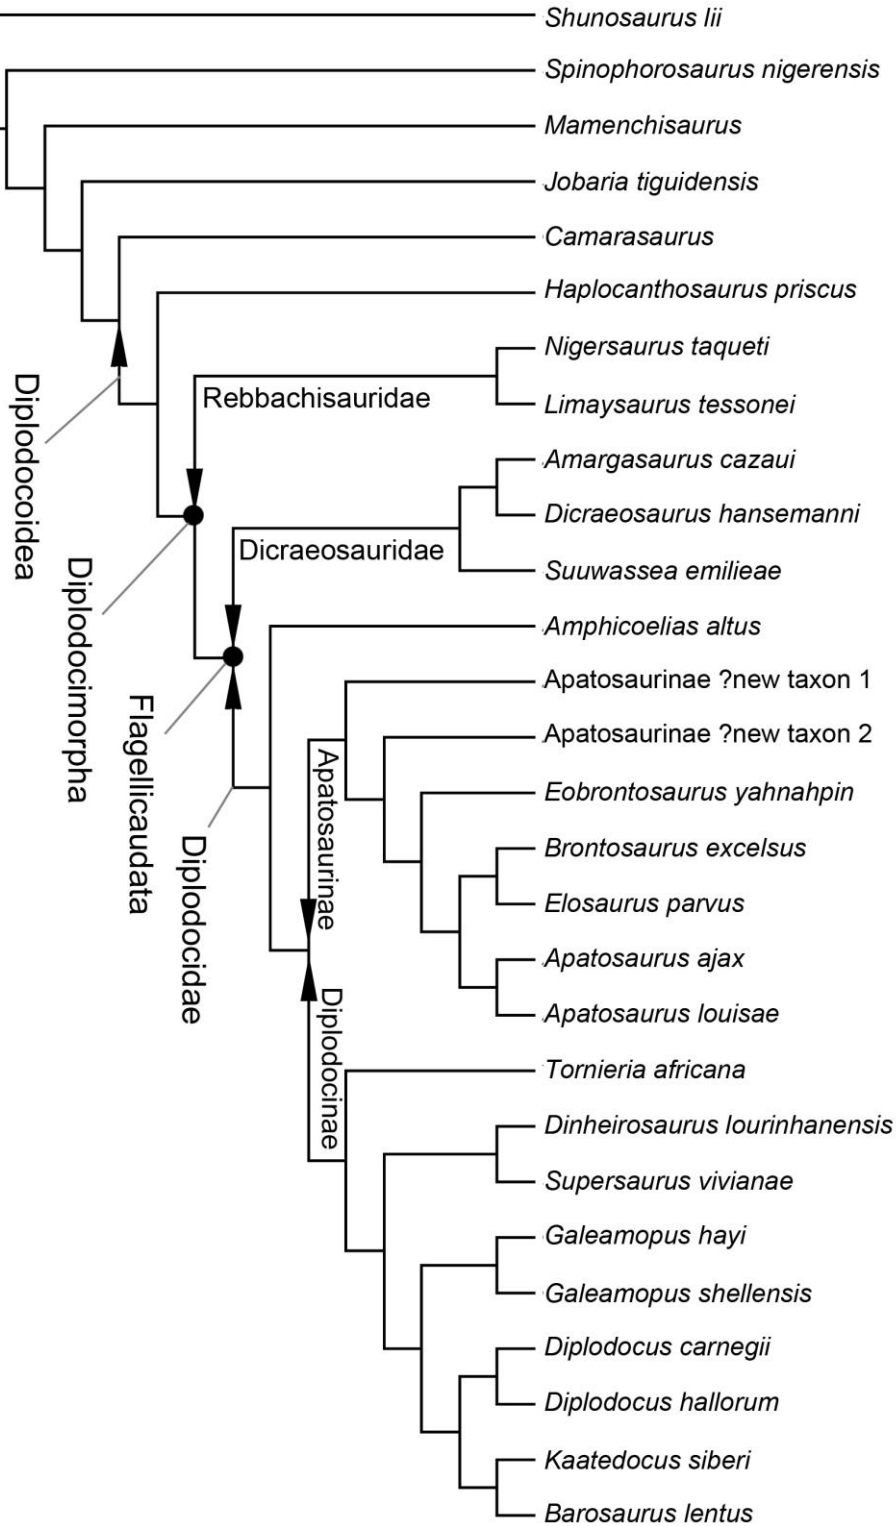 Shunosaurus lii
Spinophorosaurus nigerensis
Mamenchisaurus
Jobaria tiguidensis
Camarasaurus
Haplocanthosaurus priscus
Nigersaurus taqueti
Rebbachisauridae
Limaysaurus tessonei
Diplodocoidea
Amargasaurus cazaui
Dicraeosaurus hansemanni
Dicraeosauridae
Suuwassea emilieae
Diplodocimorpha
Amphicoelias altus
Apatosaurinae ?new taxon 1
Apatosaurinae ?new taxon 2
Flagellicaudata
Apatosaurinae
Eobrontosaurus yahnahpin
Brontosaurus excelsus
Elosaurus parvus
Diplodocidae
Apatosaurus ajax
Apatosaurus louisae
Diplodocinae
Tornieria africana
Dinheirosaurus lourinhanensis
Supersaurus vivianae
Galeamopus hayi
Galeamopus shellensis
Diplodocus carnegii
Diplodocus hallorum
Kaatedocus siberi
Barosaurus lentus